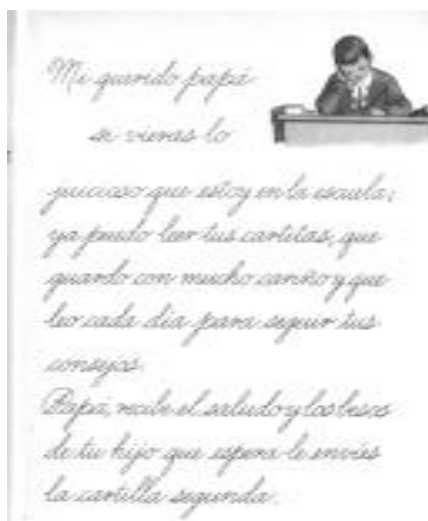 Mi querido papá
si vieras lo
juicioso que estoy en la escuela;
ya puedo leer tus cartitas, que
guardo con mucho cariño y que
leo cada día para seguir tus
consejos.
Papá, recibe el saludo y los besos
de tu hijo que espera le envíes
la cartilla segunda.